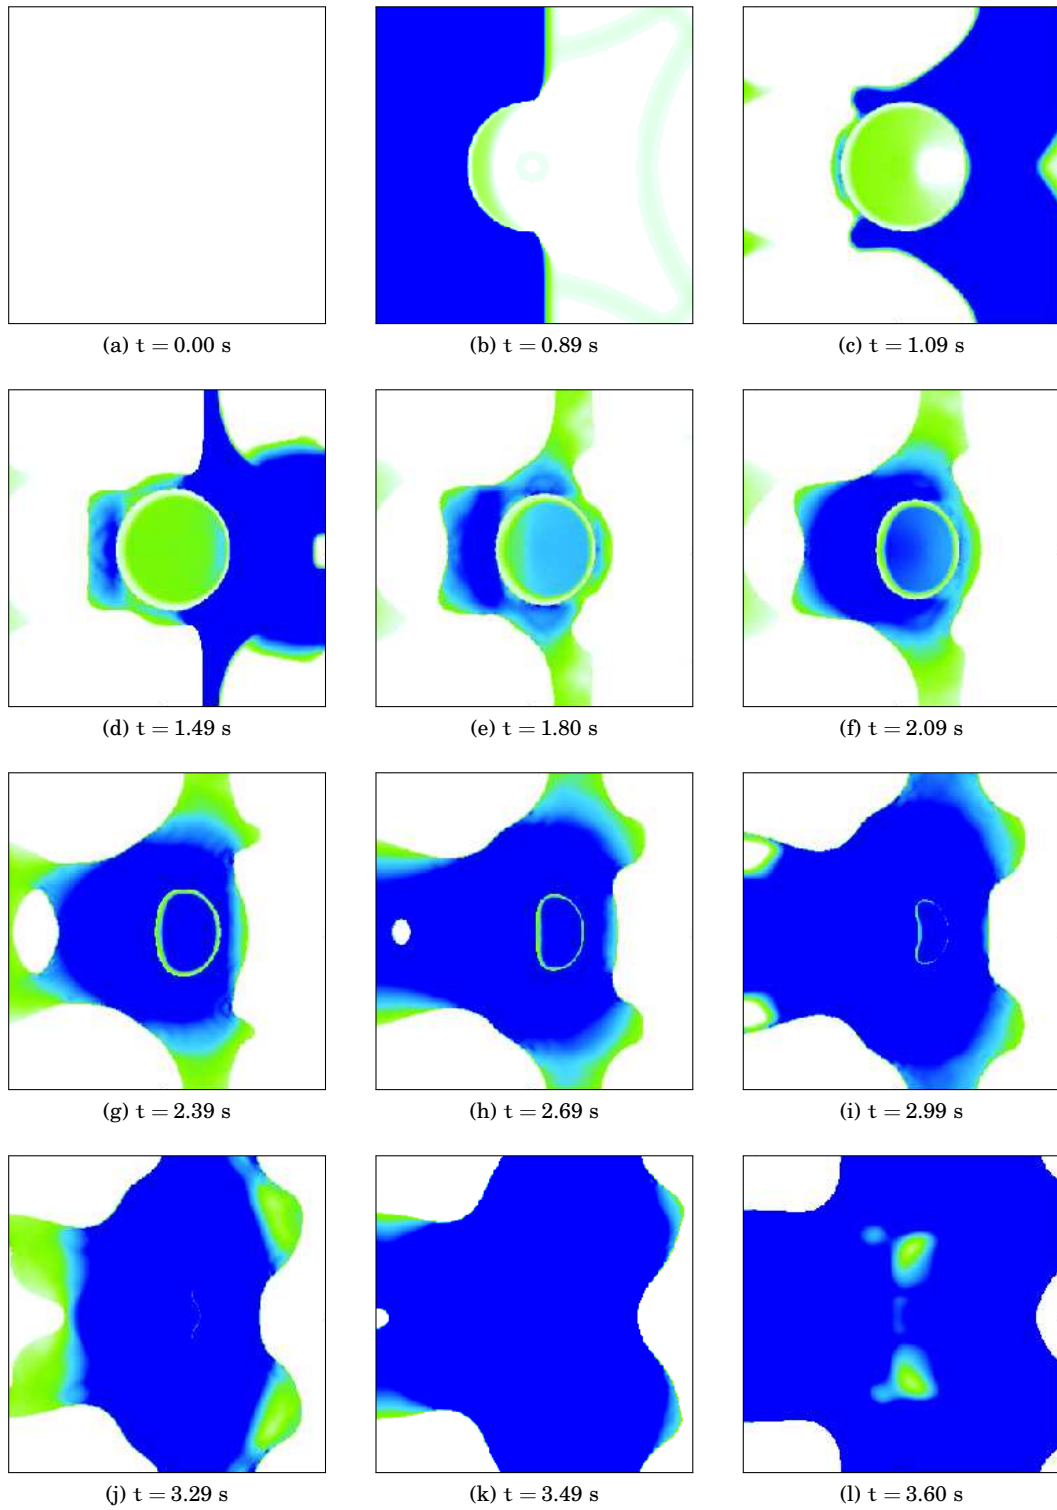 (a) t = 0.00 s
(b) t = 0.89 s
(c) t = 1.09 s
(d) t = 1.49 s
(e) t = 1.80 s
(f) t = 2.09 s
(g) t = 2.39 s
(h) t = 2.69 s
(i) t = 2.99 s
(j) t = 3.29 s
(k) t = 3.49 s
(l) t = 3.60 s